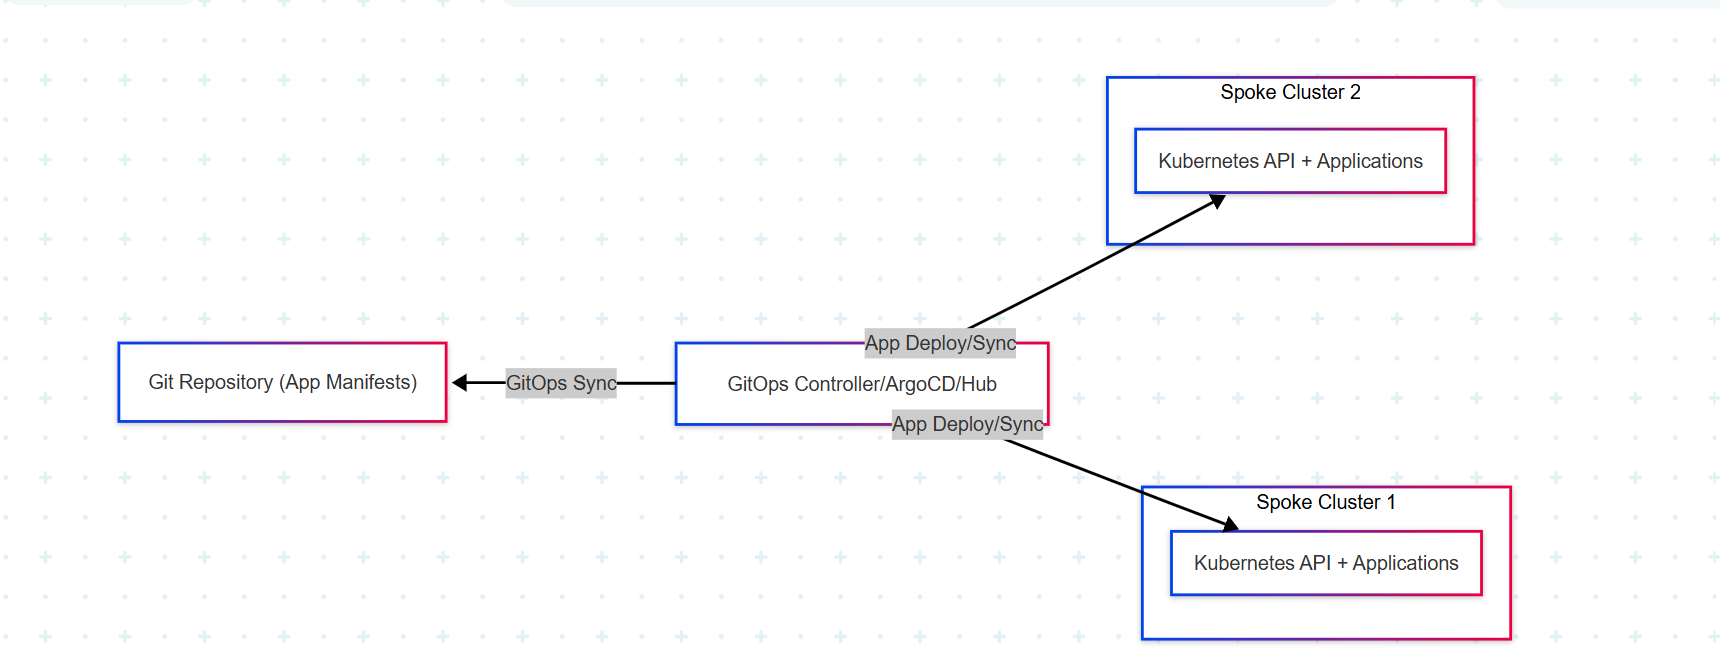 Spoke Cluster 2
Kubernetes API + Applications
App Deploy/Sync
Git Repository (App Manifests)
GitOps Sync
GitOps Controller/ArgoCD/Hub
App Deploy/Sync
Spoke Cluster 1
Kubernetes API + Applications